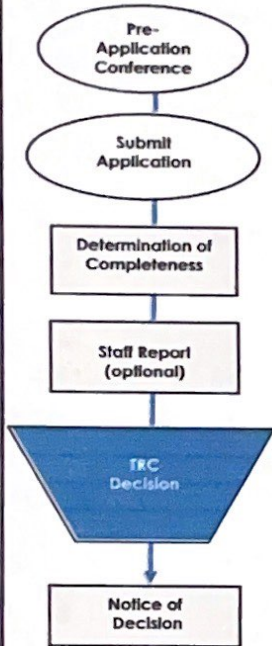 Pre-
Application
Conference
Submit
Application
Determination of
Completeness
Staff Report
(optional)
TRC
Decision
Notice of
Decision